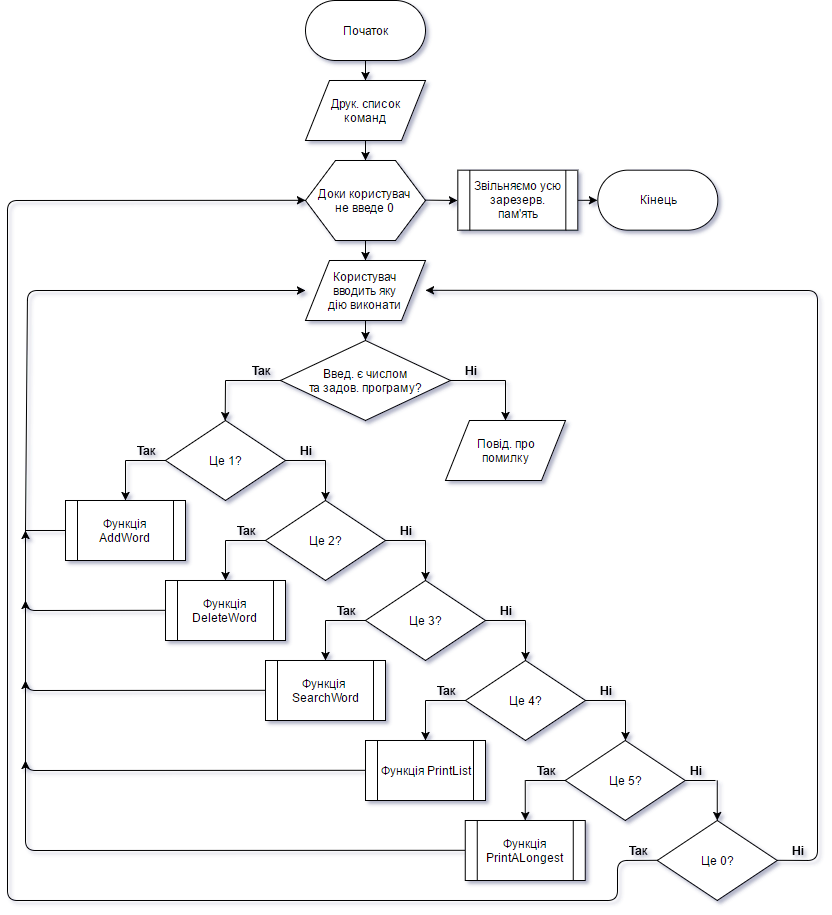 Початок
Друк. список
команд
Доки користувач
не введе 0
Звільняємо усю
зарезерв.
пам'ять
Кінець
Користувач
вводить яку
дію виконати
Введ. є числом
та задов. програму?
Так
Ні
Повід. про
помилку
Це 1?
Так
Ні
Функція
AddWord
Це 2?
Так
Ні
Функція
DeleteWord
Це 3?
Так
Ні
Функція
SearchWord
Це 4?
Так
Ні
Функція PrintList
Це 5?
Так
Ні
Функція
PrintALongest
Це 0?
Так
Ні